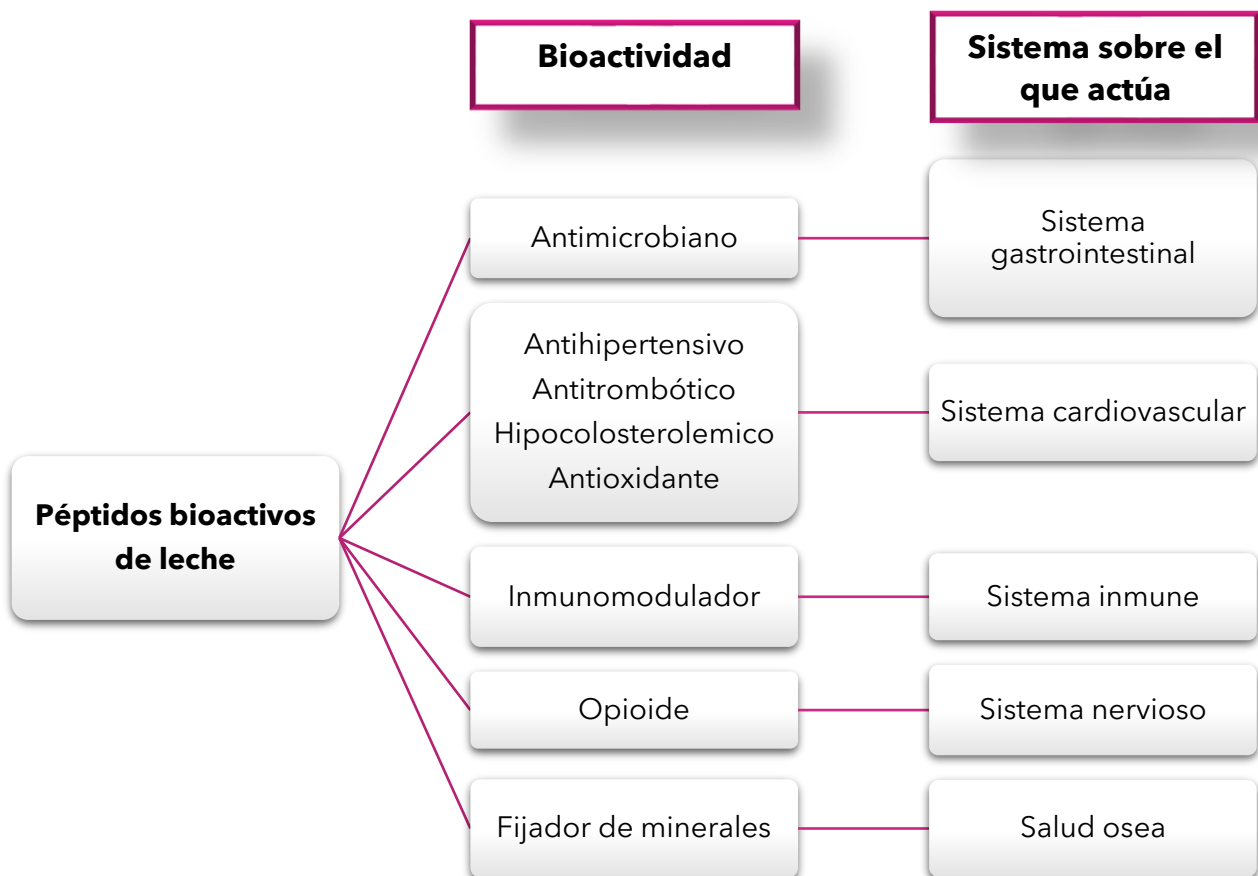 Bioactividad
Sistema sobre el
que actúa
Antimicrobiano
Sistema
gastrointestinal
Antihipertensivo
Antitrombótico
Hipocolosterolemico
Antioxidante
Sistema cardiovascular
Péptidos bioactivos
de leche
Inmunomodulador
Sistema inmune
Opioide
Sistema nervioso
Fijador de minerales
Salud osea